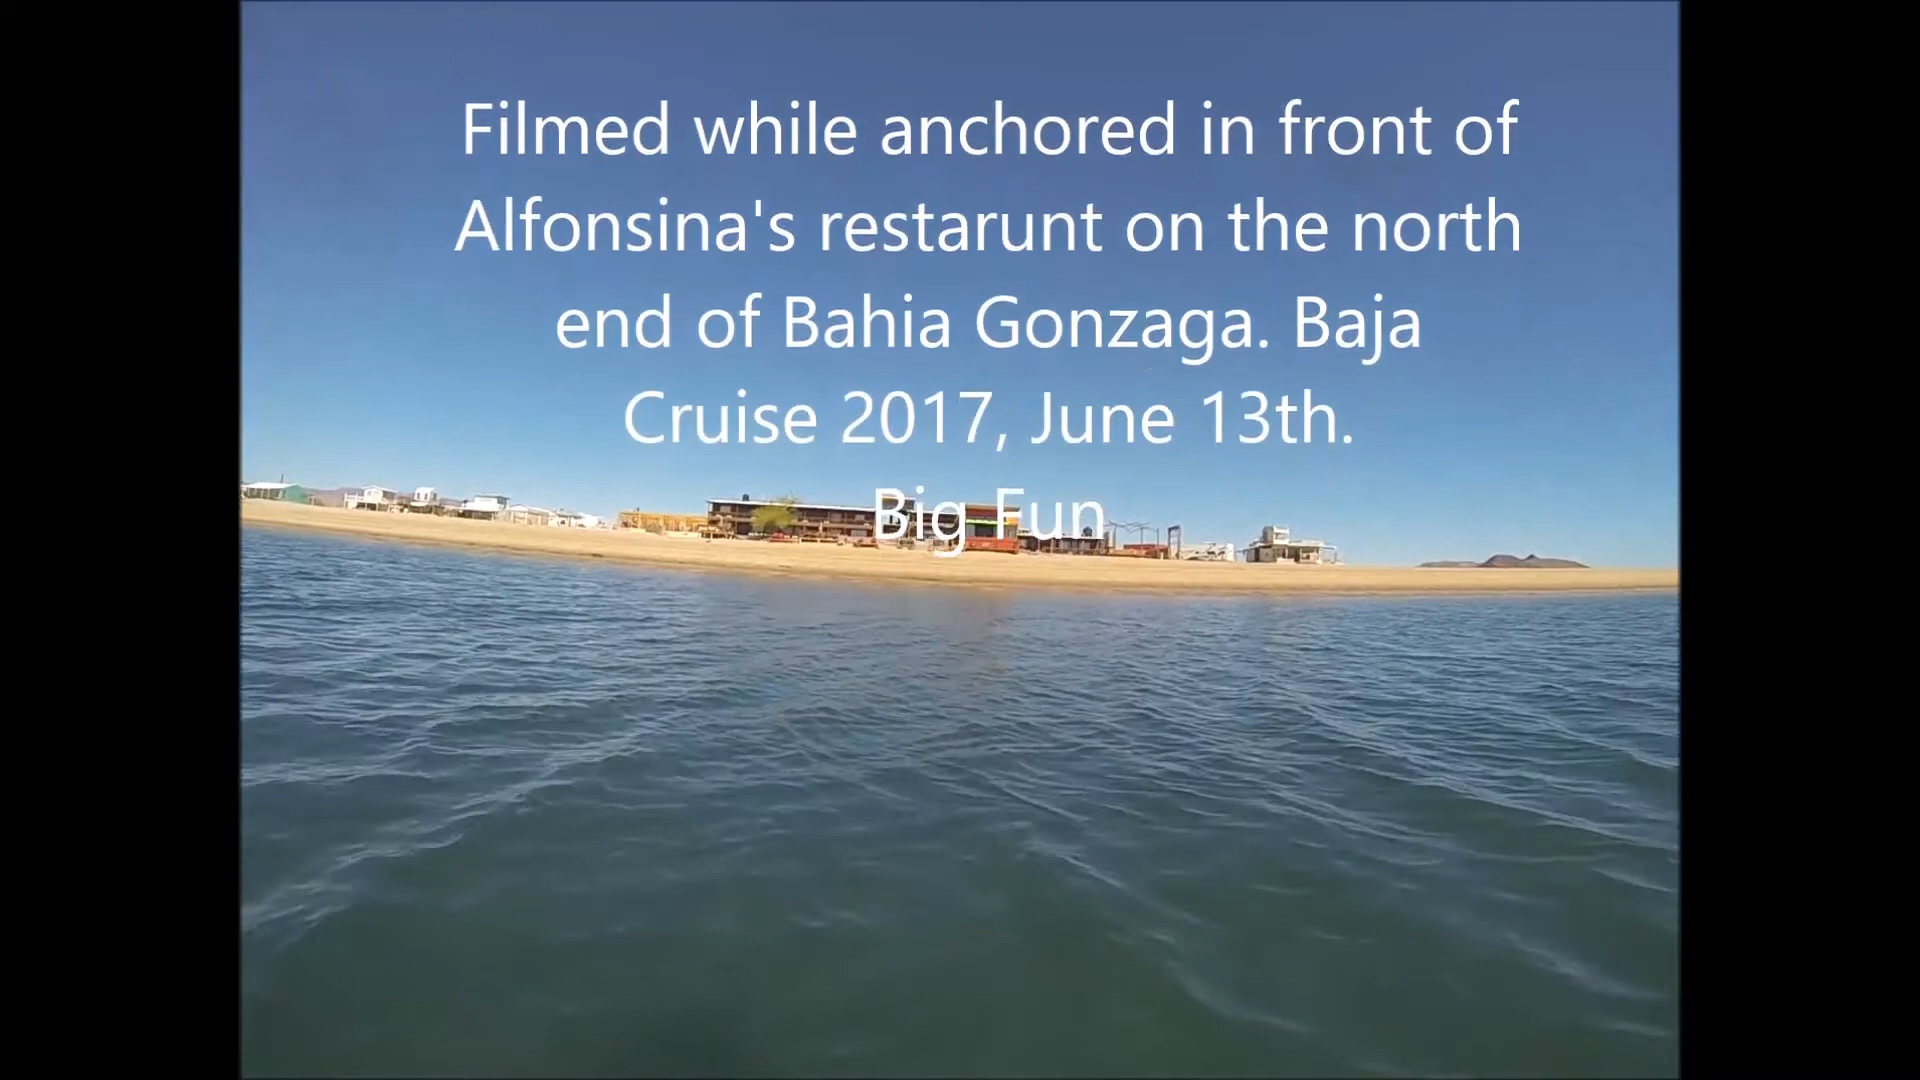 Filmed while anchored in front of
Alfonsina's restarunt on the north
end of Bahia Gonzaga. Baja
Cruise 2017, June 13th.
Big Fun